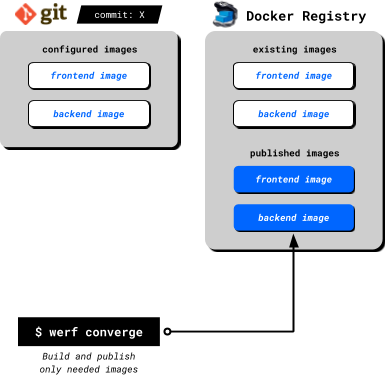 git
commit: X
Docker Registry
configured images
frontend image
backend image
existing images
frontend image
backend image
published images
frontend image
backend image
$ werf converge
Build and publish
only needed images